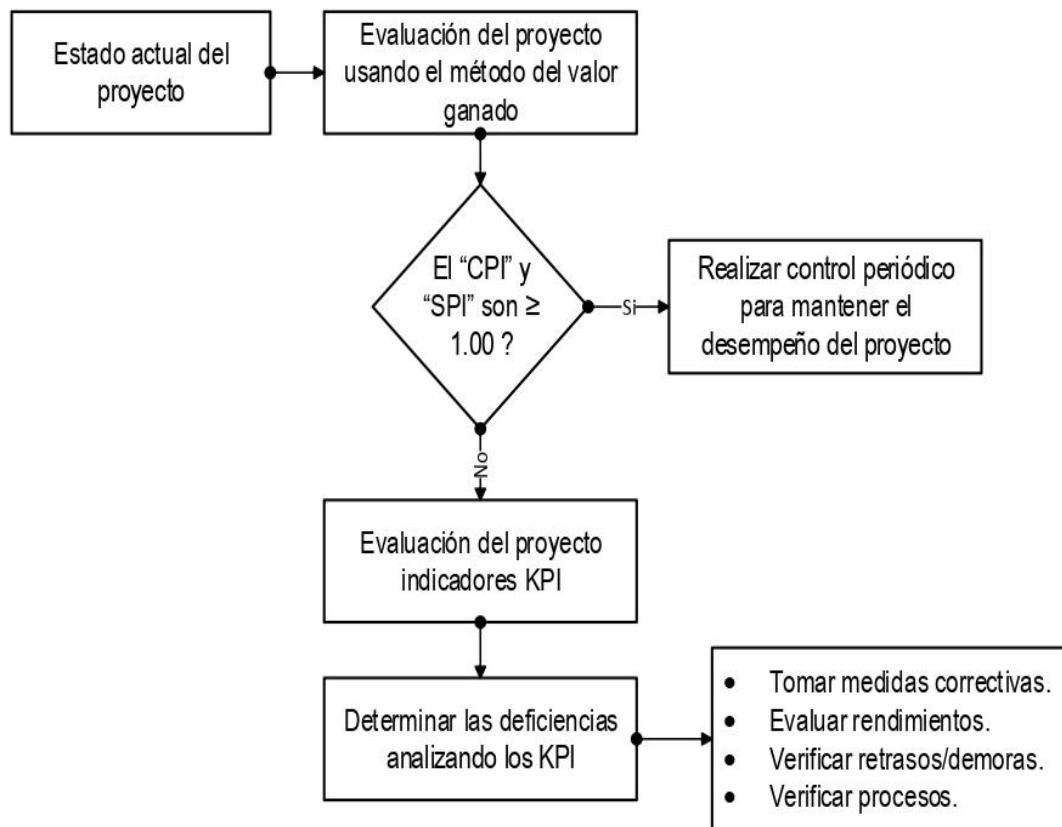 Estado actual del
proyecto
Evaluación del proyecto
usando el método del valor
ganado
El “CPI” y
“SPI” son ≥
1.00 ?
Si
Realizar control periódico
para mantener el
desempeño del proyecto
No
Evaluación del proyecto
indicadores KPI
Determinar las deficiencias
analizando los KPI
• Tomar medidas correctivas.
• Evaluar rendimientos.
• Verificar retrasos/demoras.
• Verificar procesos.